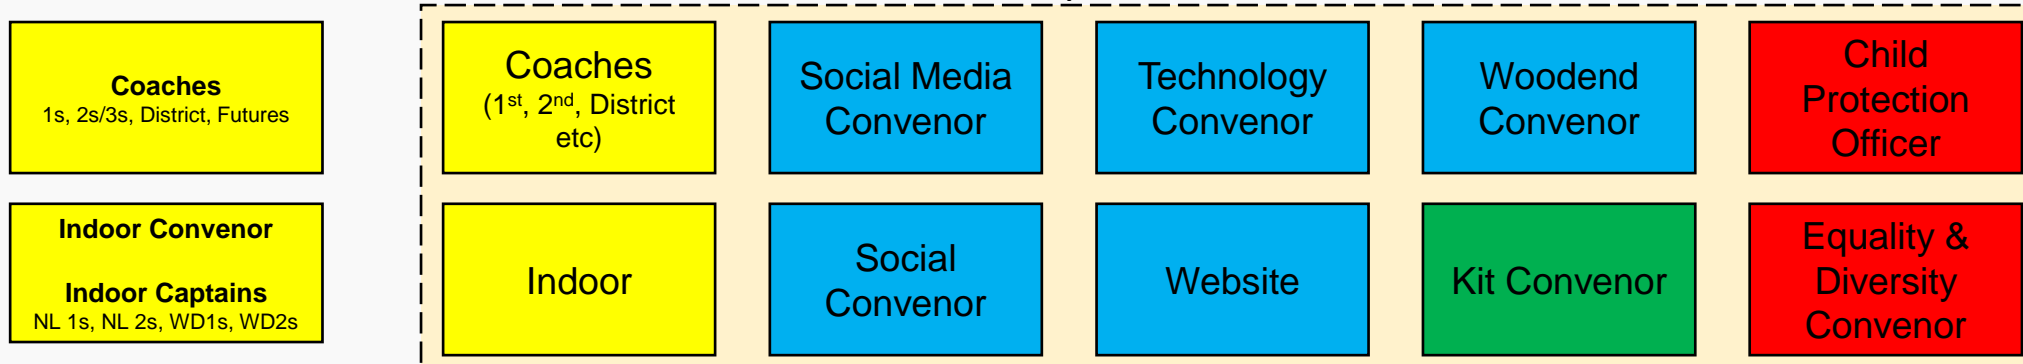 Coaches
1s, 2s/3s, District, Futures
Coaches
(1st, 2nd, District
etc)
Social Media
Convenor
Technology
Convenor
Woodend
Convenor
Child
Protection
Officer
Indoor Convenor
Indoor Captains
NL 1s, NL 2s, WD1s, WD2s
Indoor
Social
Convenor
Website
Kit Convenor
Equality &
Diversity
Convenor